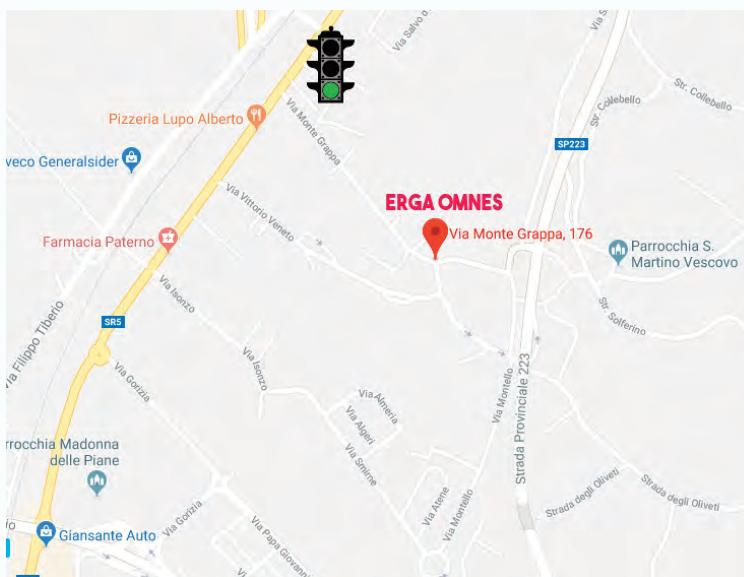 Via Salvo
Str. Collebello
Str. Collebello
Pizzeria Lupo Alberto
Via Monte Grappa
SP223
veco Generalsider
ERGA OMNES
Via Vittorio Veneto
Via Monte Grappa, 176
Farmacia Paterno
Parrocchia S.
Martino Vescovo
Via Isonzo
Via Filippo Tiberio
SR5
Str. Solferino
Via Isonzo
Via Gorizia
Via Montello
Strada Provinciale 223
Via Almeria
Via Algeri
rrocchia Madonna
delle Piane
Via Smirne
Strada degli Oliveti
Strada degli Oliveti
Via Atene
Via Montello
Via Gorizia
Via Papa Giovanni
Giansante Auto